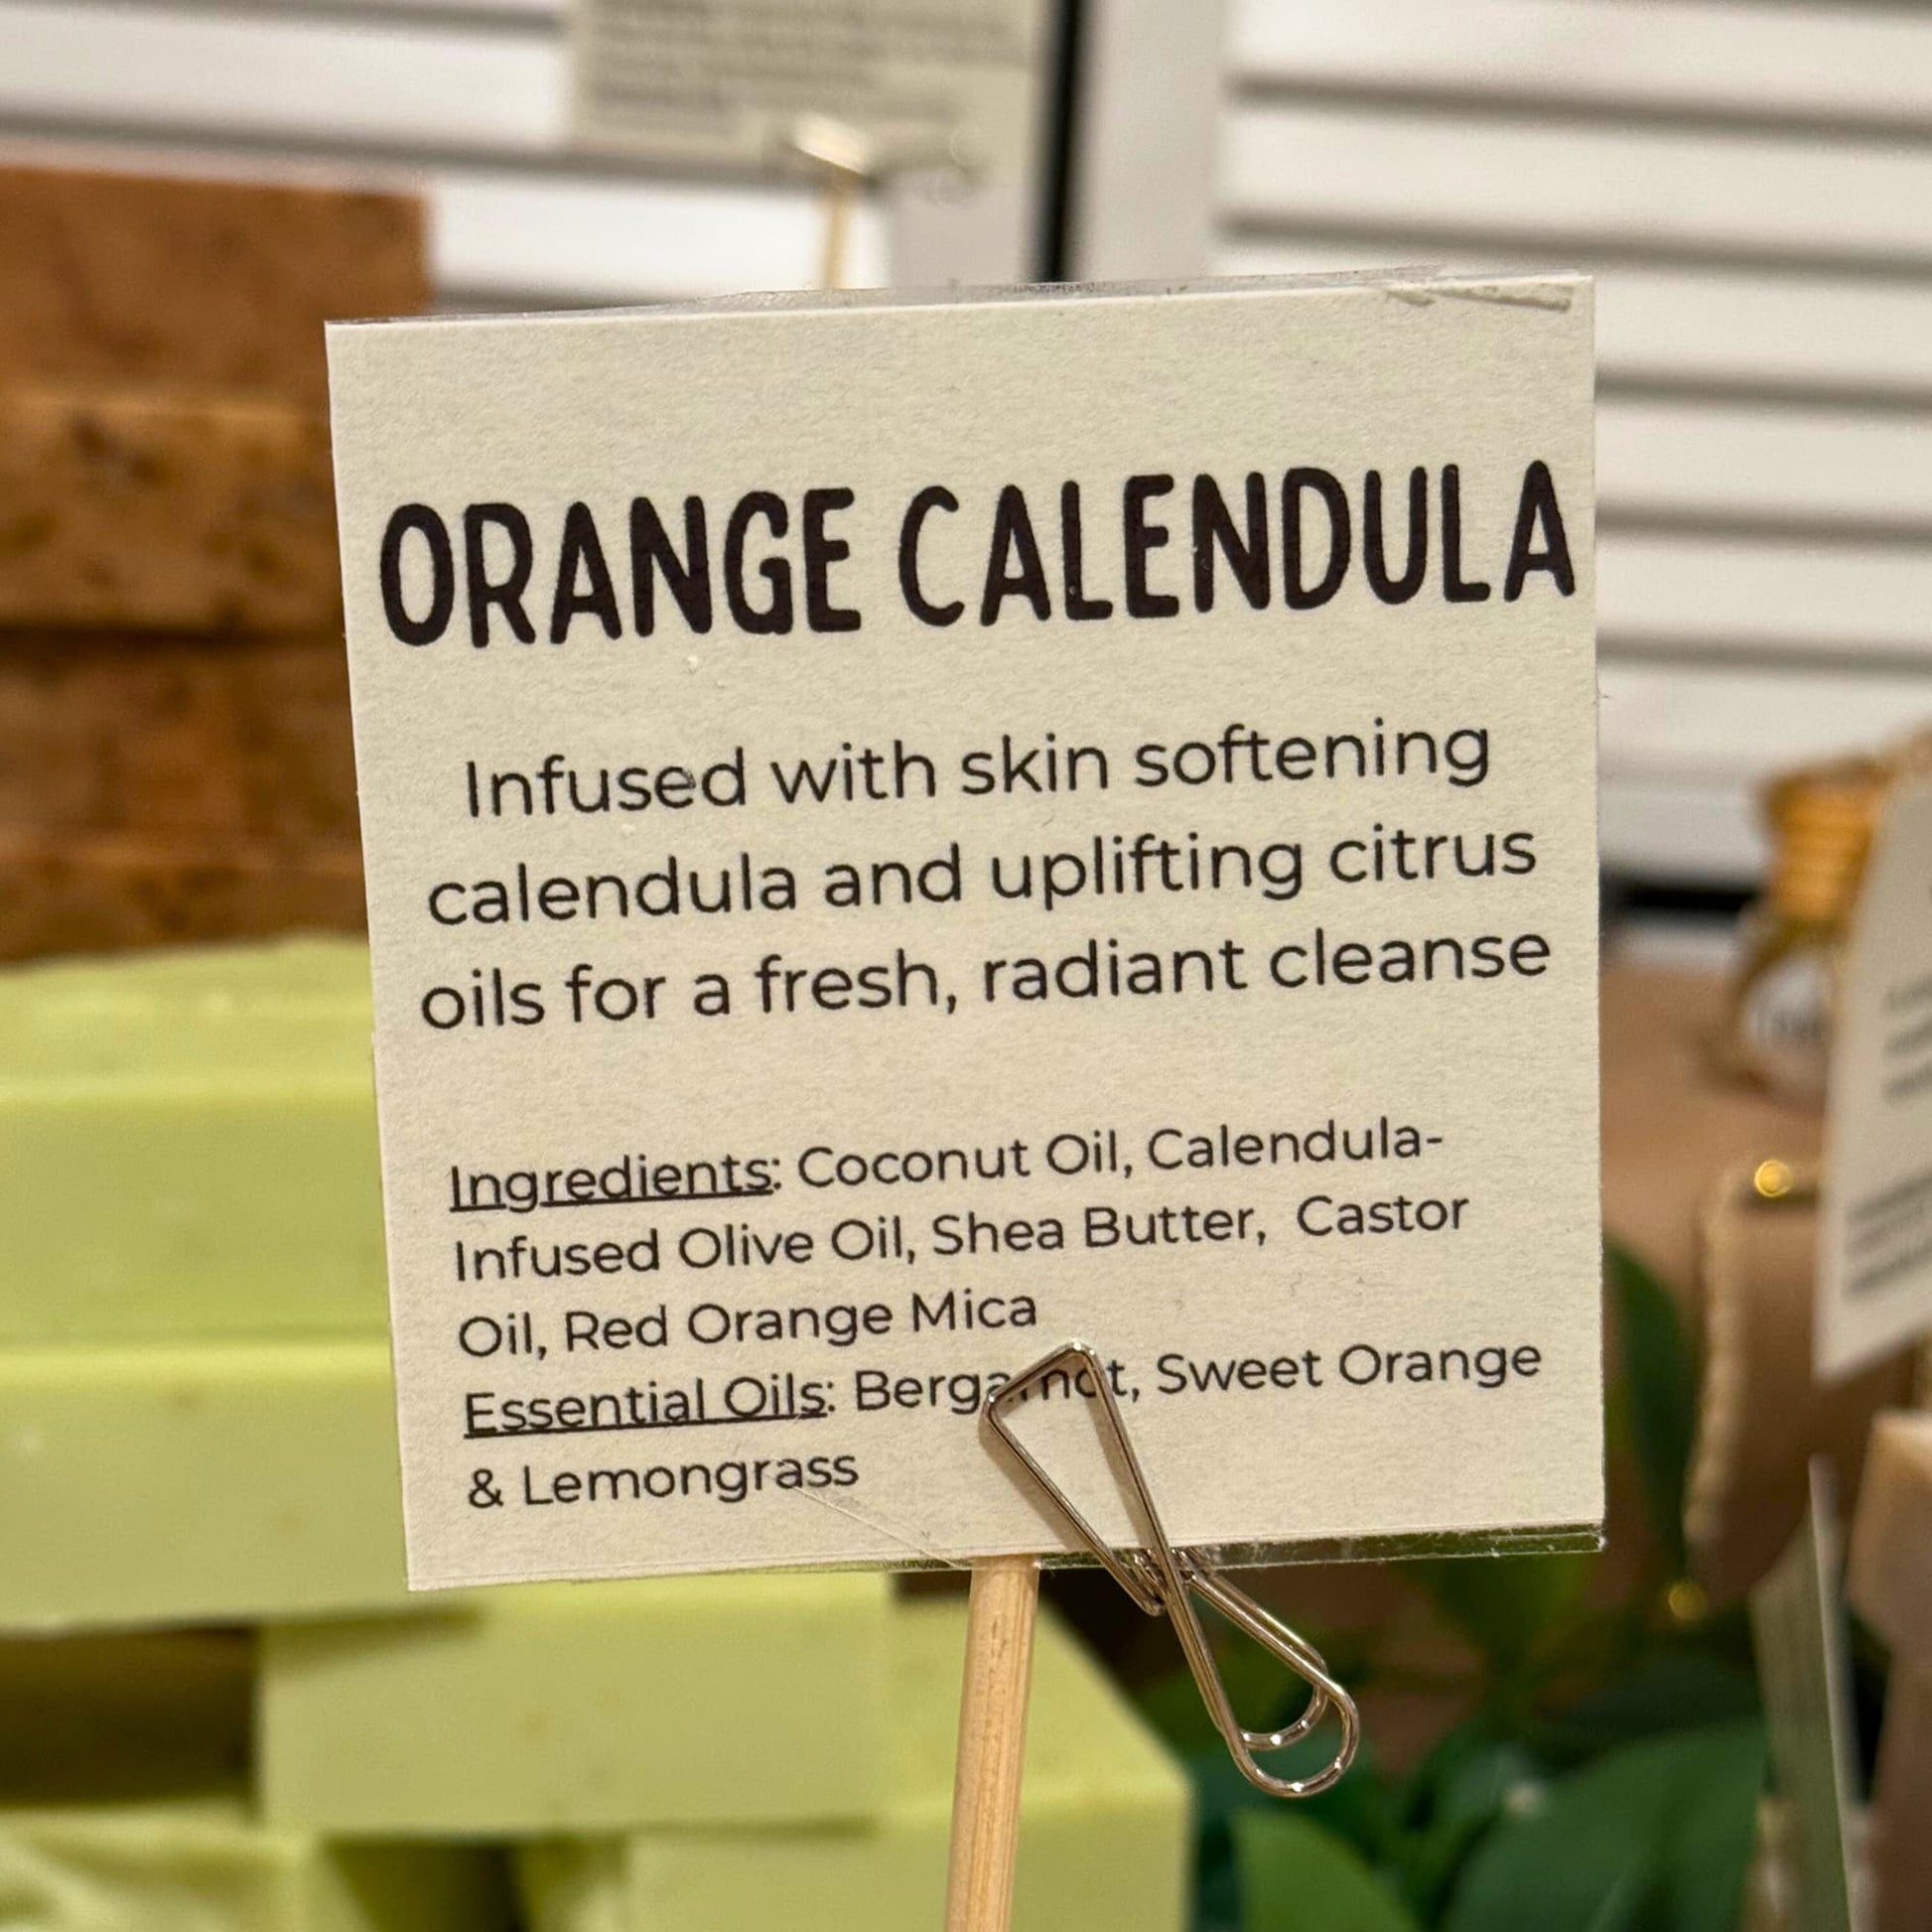 ORANGE CALENDULA
Infused with skin softening
calendula and uplifting citrus
oils for a fresh, radiant cleanse
Ingredients: Coconut Oil, Calendula-
Infused Olive Oil, Shea Butter, Castor
Oil, Red Orange Mica
Essential Oils: Bergamot, Sweet Orange
& Lemongrass